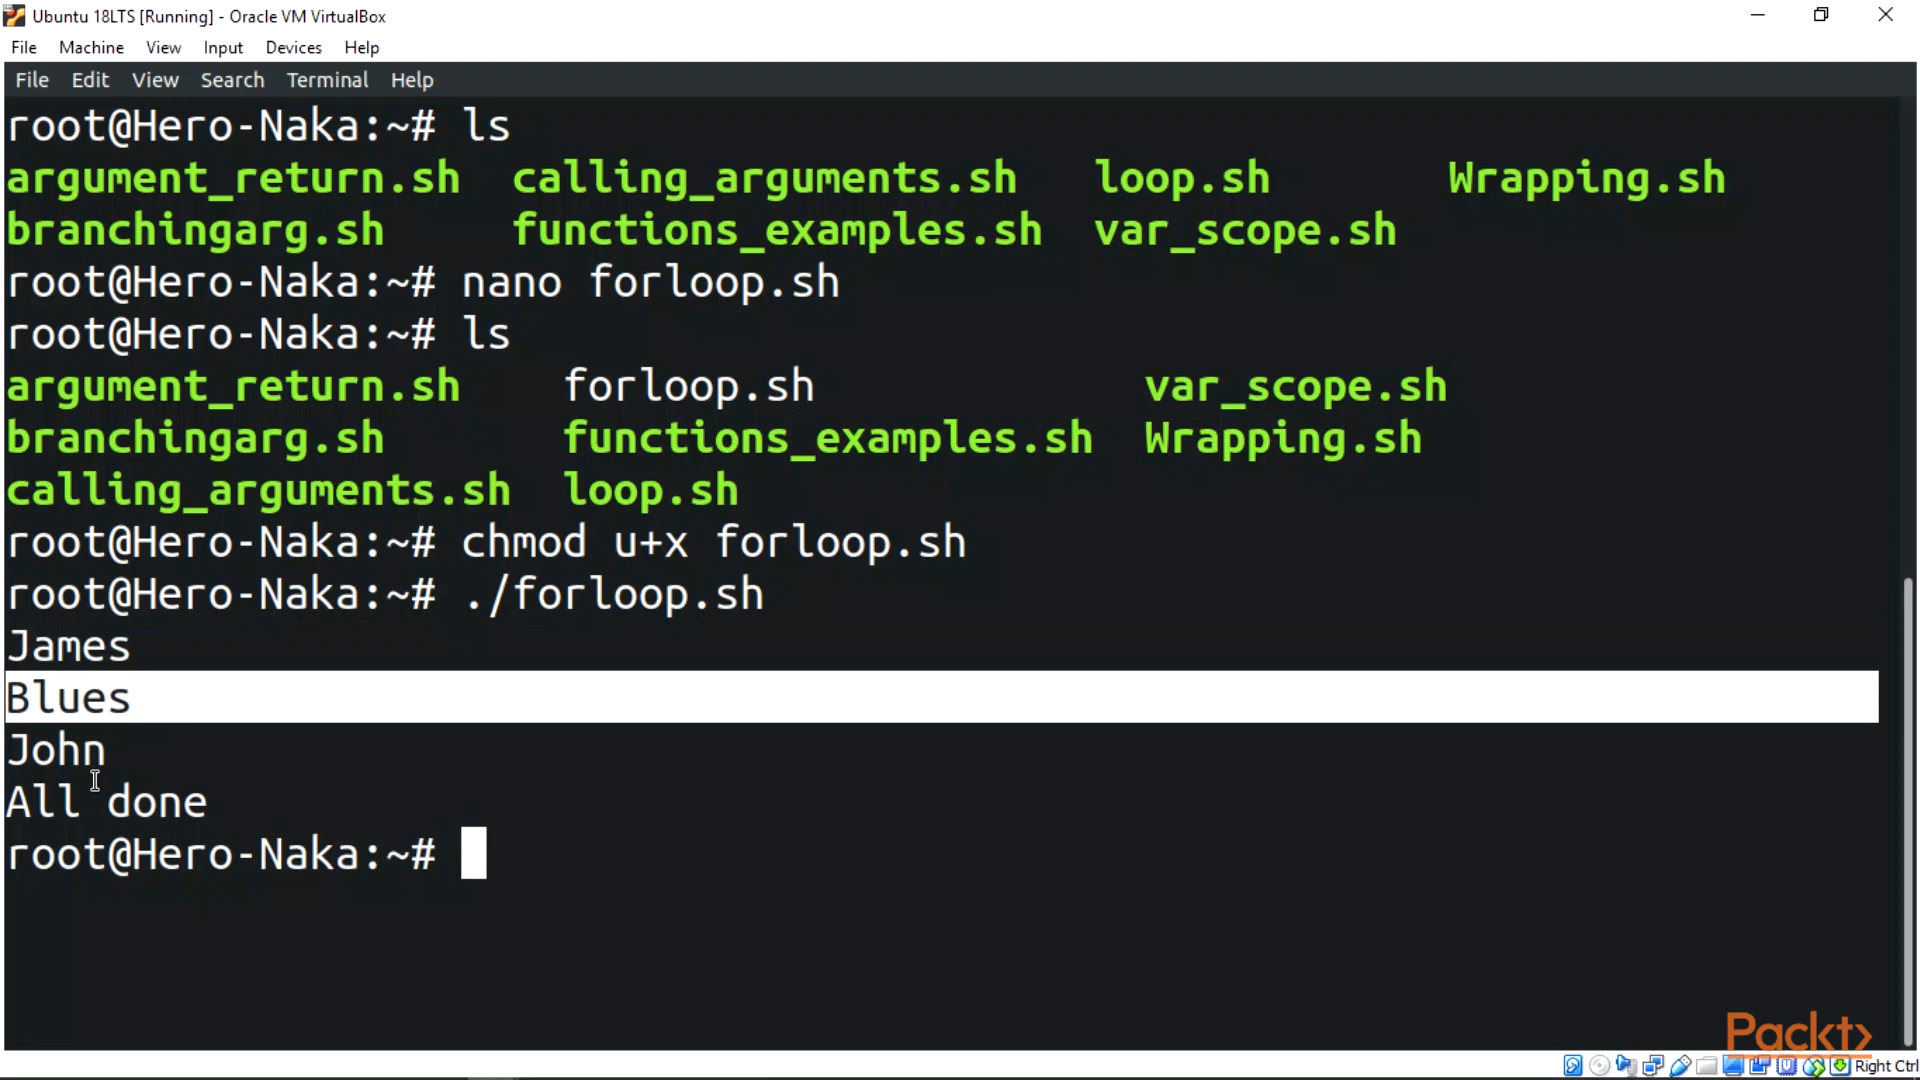 Ubuntu 18LTS [Running] - Oracle VM VirtualBox
File Machine View Input Devices Help
File Edit View Search Terminal Help
root@Hero-Naka:~# ls
argument_return.sh calling_arguments.sh loop.sh Wrapping.sh
branchingarg.sh functions_examples.sh var_scope.sh
root@Hero-Naka:~# nano forloop.sh
root@Hero-Naka:~# ls
argument_return.sh forloop.sh var_scope.sh
branchingarg.sh functions_examples.sh Wrapping.sh
calling_arguments.sh loop.sh
root@Hero-Naka:~# chmod u+x forloop.sh
root@Hero-Naka:~# ./forloop.sh
James
Blues
John
All done
root@Hero-Naka:~#
Packt>
Right Ctrl